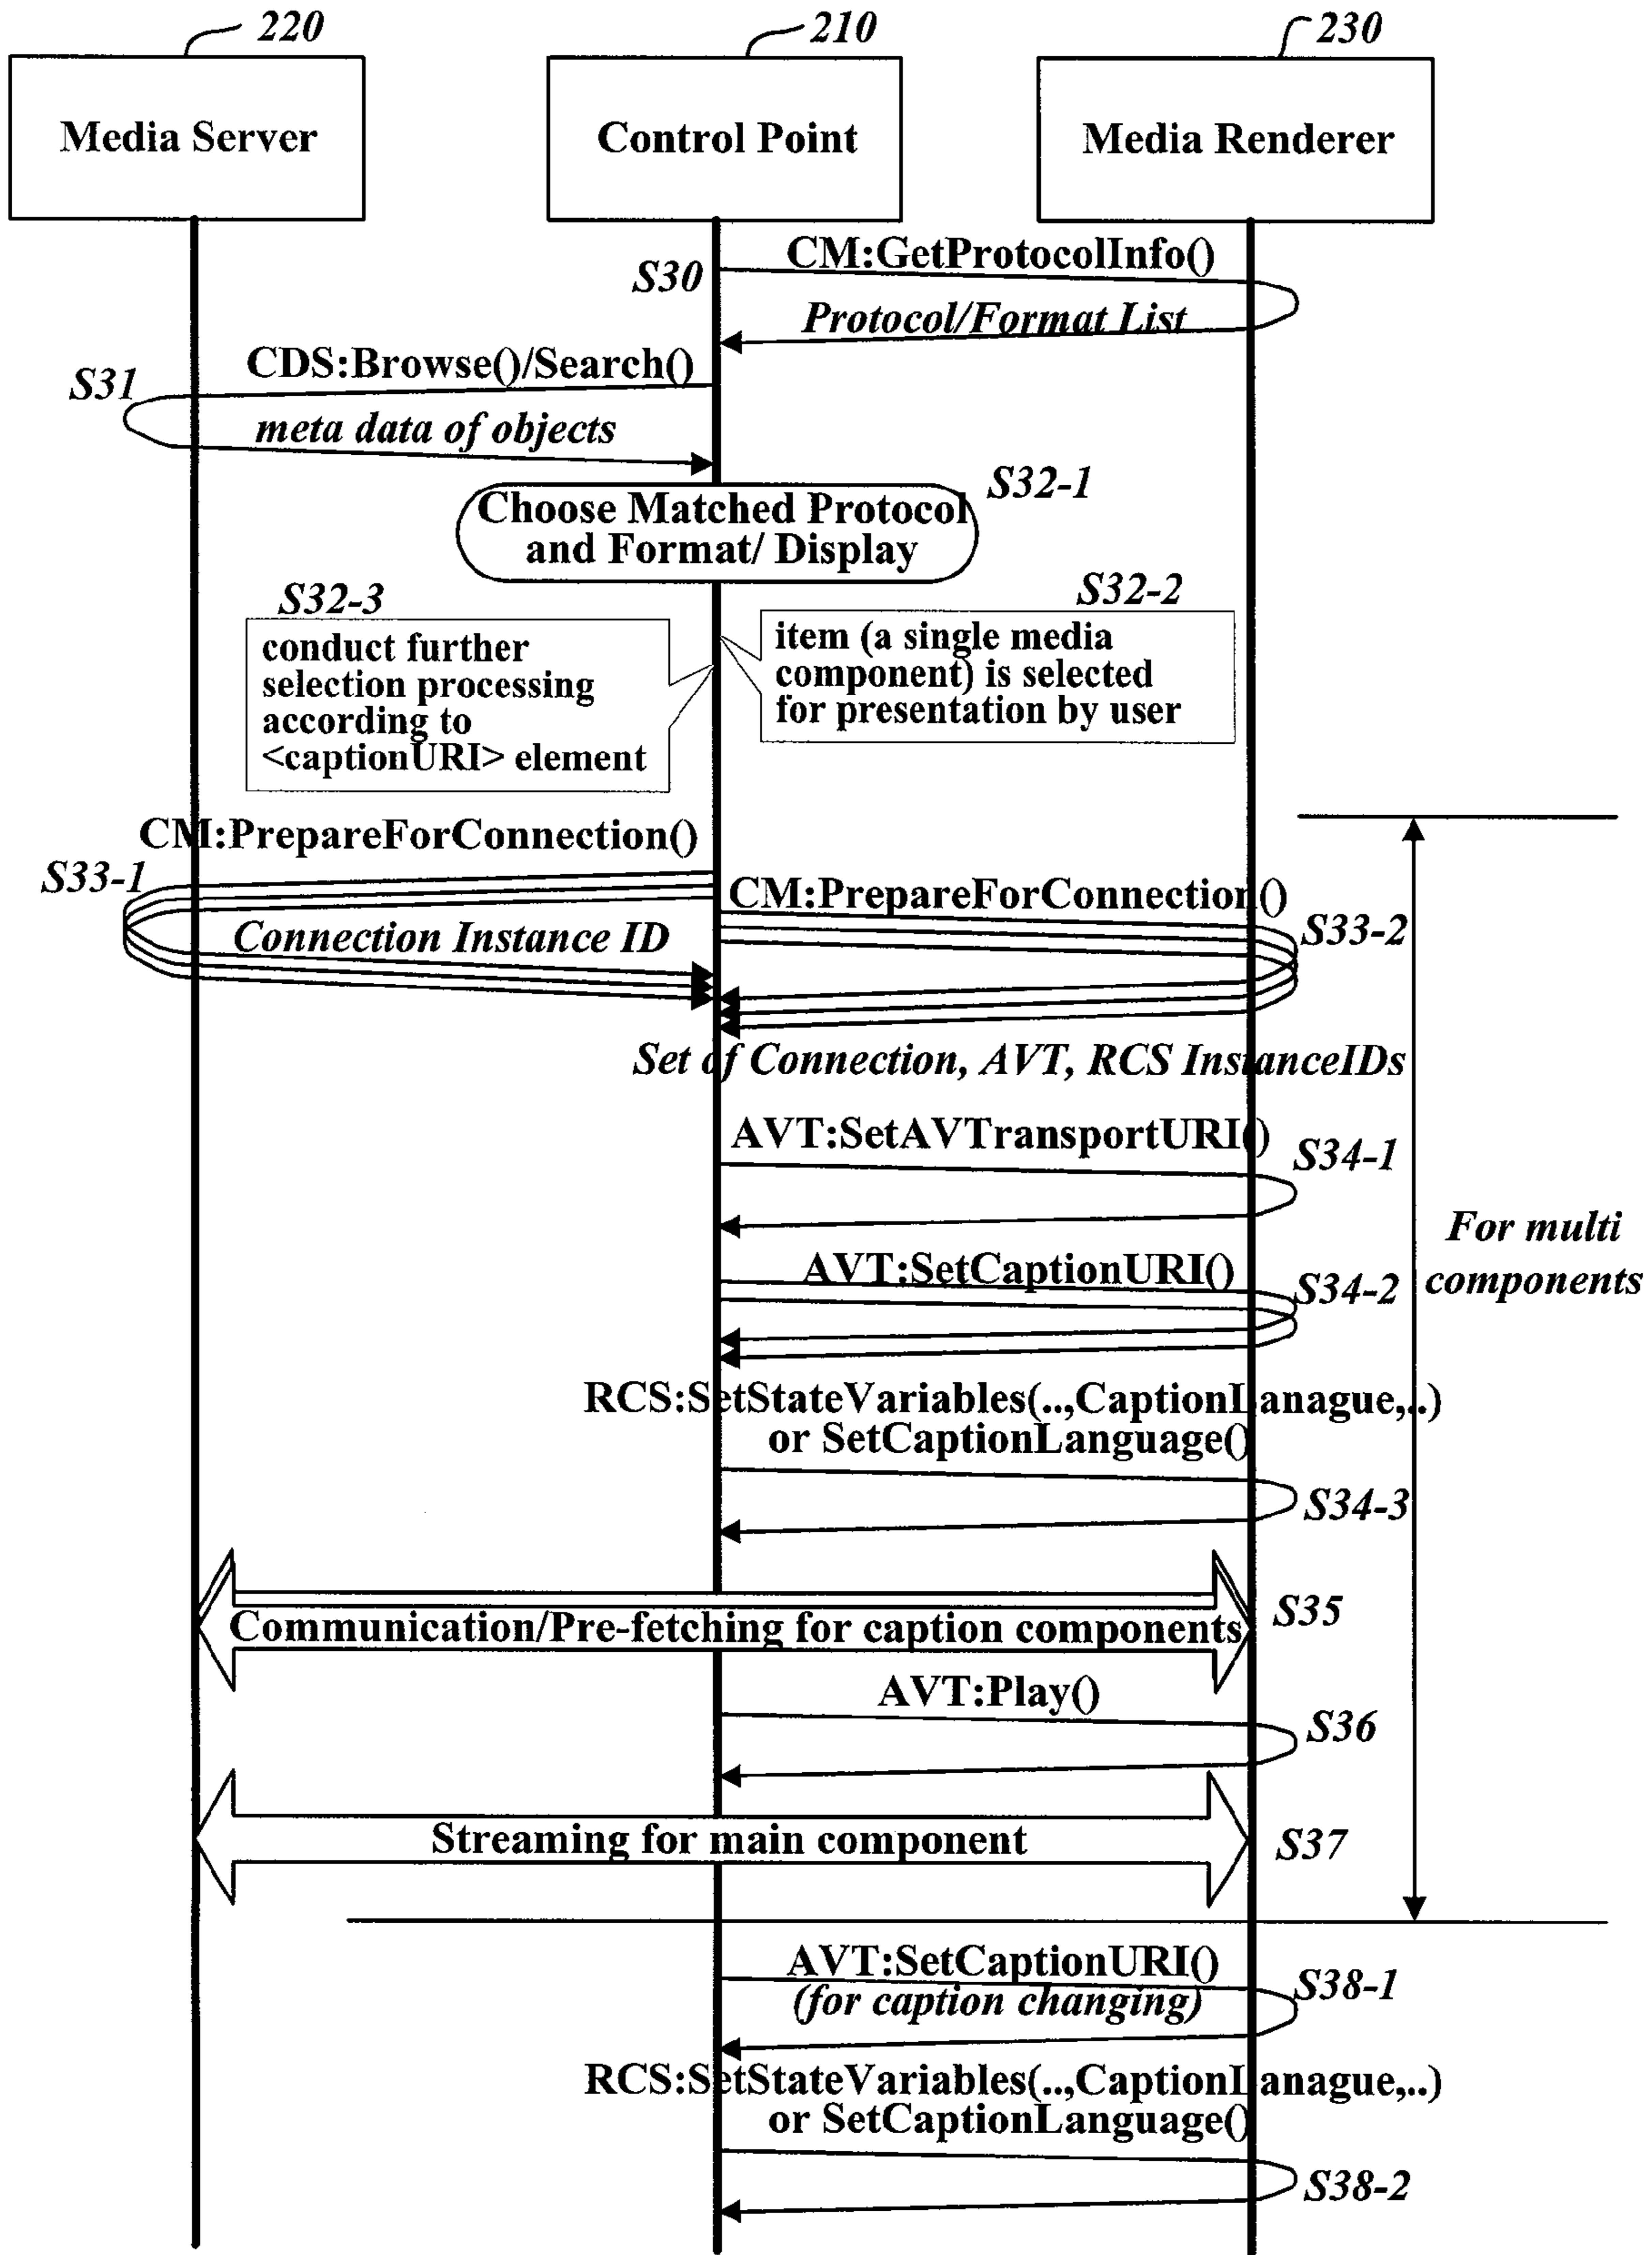 220
210
230
Media Server
Control Point
Media Renderer
CM:GetProtocolInfo()
S30
Protocol/Format List
CDS:Browse()/Search()
S31
meta data of objects
S32-1
Choose Matched Protocol
and Format/ Display
S32-3
S32-2
conduct further
selection processing
according to
<captionURI> element
item (a single media
component) is selected
for presentation by user
CM:PrepareForConnection()
S33-1
CM:PrepareForConnection()
S33-2
Connection Instance ID
Set of Connection, AVT, RCS InstanceIDs
AVT:SetAVTransportURI()
S34-1
For multi
components
AVT:SetCaptionURI()
S34-2
RCS:SetStateVariables(..,CaptionLanague,..)
or SetCaptionLanguage()
S34-3
Communication/Pre-fetching for caption components
S35
AVT:Play()
S36
Streaming for main component
S37
AVT:SetCaptionURI()
(for caption changing)
S38-1
RCS:SetStateVariables(..,CaptionLanague,..)
or SetCaptionLanguage()
S38-2